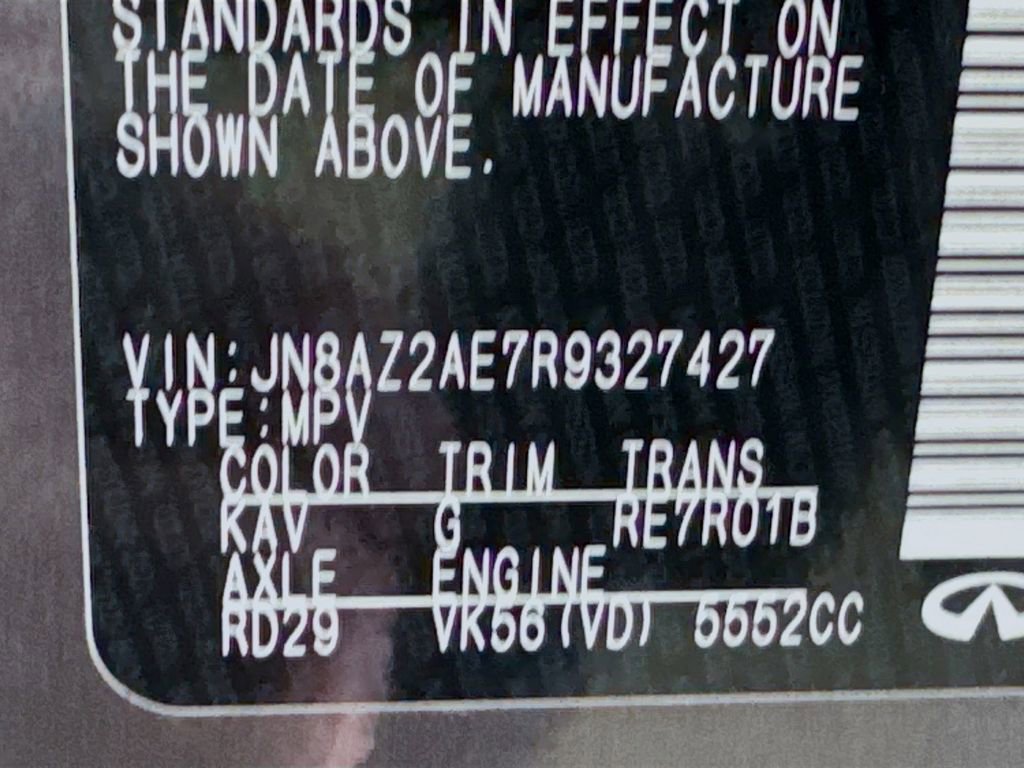 STANDARDS IN EFFECT ON
THE DATE OF MANUFACTURE
SHOWN ABOVE.
VIN:JN8AZ2AE7R9327427
TYPE:MPV
COLOR TRIM TRANS
KAV G RE7R01B
AXLE ENGINE
RD29 VK56(VD) 5552CC